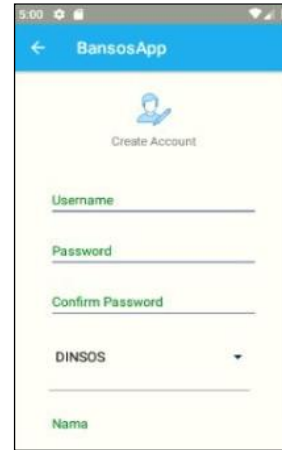 5:00
BansosApp
Create Account
Username
Password
Confirm Password
DINSOS
Nama